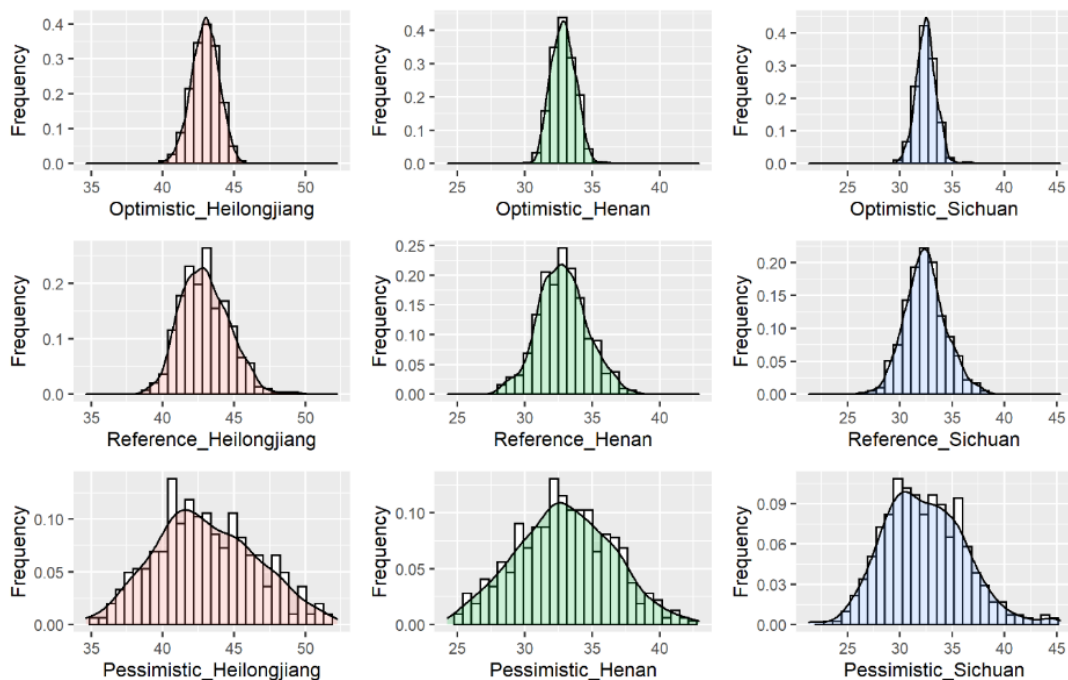 Frequency
0.4
0.3
0.2
0.1
0.0
35 40 45 50
Optimistic_Heilongjiang
Frequency
0.4
0.3
0.2
0.1
0.0
25 30 35 40
Optimistic_Henan
Frequency
0.4
0.3
0.2
0.1
0.0
25 30 35 40 45
Optimistic_Sichuan
Frequency
0.2
0.1
0.0
35 40 45 50
Reference_Heilongjiang
Frequency
0.25
0.20
0.15
0.10
0.05
0.00
25 30 35 40
Reference_Henan
Frequency
0.20
0.15
0.10
0.05
0.00
25 30 35 40 45
Reference_Sichuan
Frequency
0.10
0.05
0.00
35 40 45 50
Pessimistic_Heilongjiang
Frequency
0.10
0.05
0.00
25 30 35 40
Pessimistic_Henan
Frequency
0.09
0.06
0.03
0.00
25 30 35 40 45
Pessimistic_Sichuan